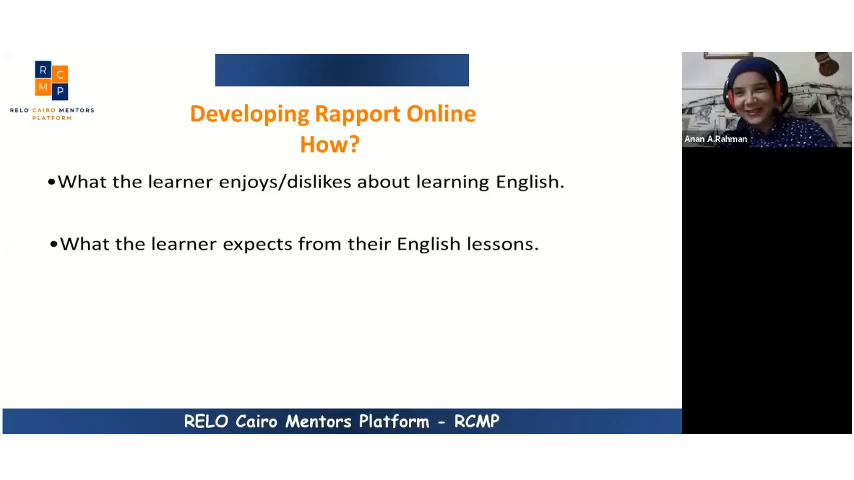 R
C
M
P
RELO CAIRO MENTORS
PLATFORM
Developing Rapport Online
How?
•What the learner enjoys/dislikes about learning English.
•What the learner expects from their English lessons.
RELO Cairo Mentors Platform - RCMP
Anan A.Rahman